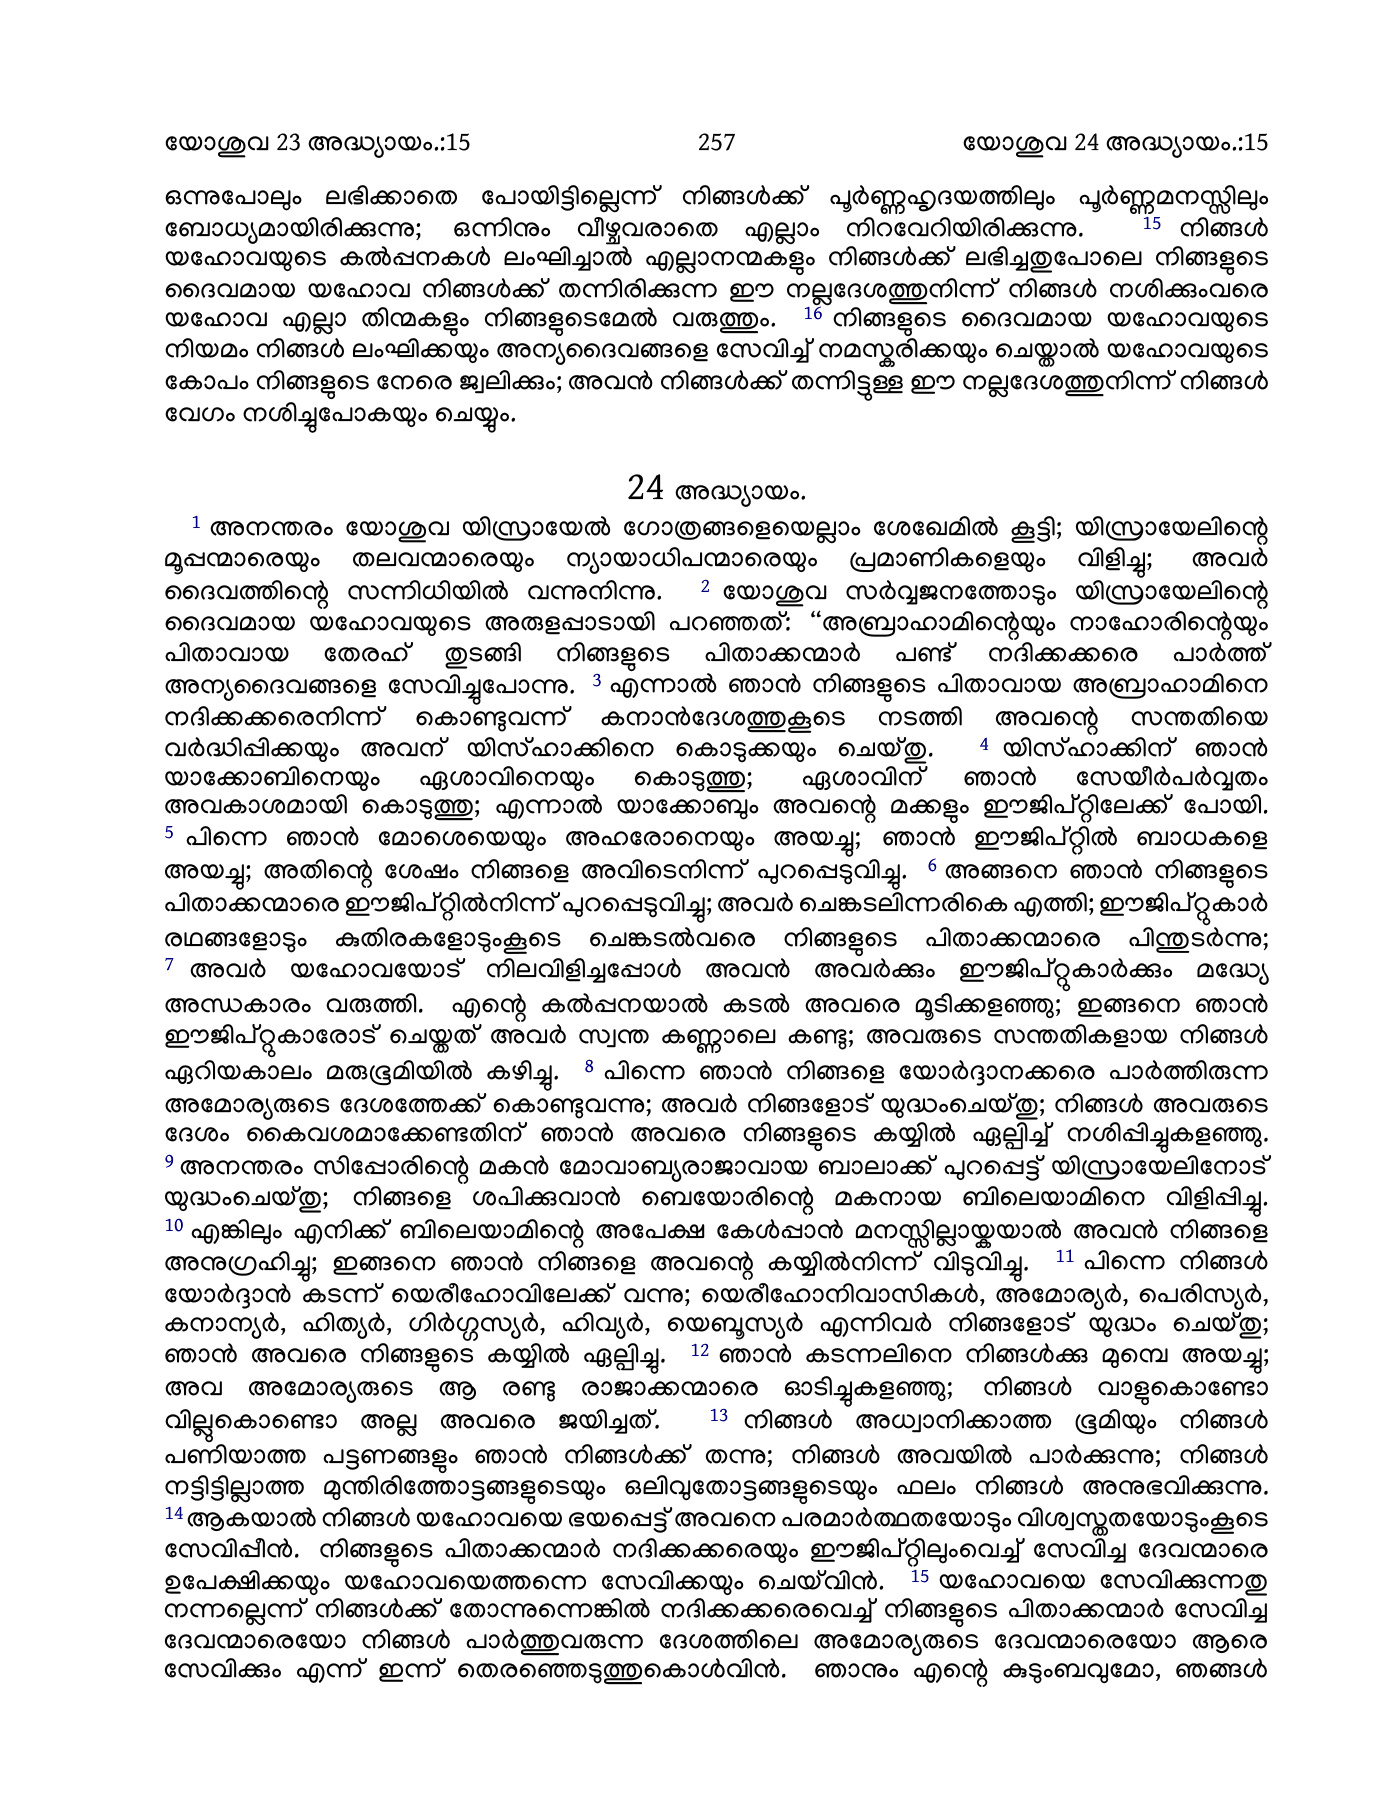 യോശുവ 23 അദ്ധ്യായം.:15 257 യോശുവ 24 അദ്ധ്യായം.:15
ഒന്നുപോലും ലഭിക്കാതെ പോയിട്ടില്ലെന്ന് നിങ്ങൾക്ക് പൂർണ്ണഹൃദയത്തിലും പൂർണ്ണമനസ്സിലും
ബോധ്യമായിരിക്കുന്നു; ഒന്നിനും വീഴ്ചവരാതെ എല്ലാം നിറവേറിയിരിക്കുന്നു. 15 നിങ്ങൾ
യഹോവയുടെ കൽപ്പനകൾ ലംഘിച്ചാൽ എല്ലാനന്മകളും നിങ്ങൾക്ക് ലഭിച്ചതുപോലെ നിങ്ങളുടെ
ദൈവമായ യഹോവ നിങ്ങൾക്ക് തന്നിരിക്കുന്ന ഈ നല്ലദേശത്തുനിന്ന് നിങ്ങൾ നശിക്കുംവരെ
യഹോവ എല്ലാ തിന്മകളും നിങ്ങളുടെമേൽ വരുത്തും. 16 നിങ്ങളുടെ ദൈവമായ യഹോവയുടെ
നിയമം നിങ്ങൾ ലംഘിക്കയും അന്യദൈവങ്ങളെ സേവിച്ച് നമസ്കരിക്കയും ചെയ്താൽ യഹോവയുടെ
കോപം നിങ്ങളുടെ നേരെ ജ്വലിക്കും; അവൻ നിങ്ങൾക്ക് തന്നിട്ടുള്ള ഈ നല്ലദേശത്തുനിന്ന് നിങ്ങൾ
വേഗം നശിച്ചുപോകയും ചെയ്യും.
24 അദ്ധ്യായം.
1 അനന്തരം യോശുവ യിസ്രായേൽ ഗോത്രങ്ങളെയെല്ലാം ശേഖേമിൽ കൂട്ടി; യിസ്രായേലിന്റെ
മൂപ്പന്മാരെയും തലവന്മാരെയും ന്യായാധിപന്മാരെയും പ്രമാണികളെയും വിളിച്ചു; അവർ
ദൈവത്തിന്റെ സന്നിധിയിൽ വന്നുനിന്നു. 2 യോശുവ സർവ്വജനത്തോടും യിസ്രായേലിന്റെ
ദൈവമായ യഹോവയുടെ അരുളപ്പാടായി പറഞ്ഞത്: “അബ്രാഹാമിന്റെയും നാഹോരിന്റെയും
പിതാവായ തേരഹ് തുടങ്ങി നിങ്ങളുടെ പിതാക്കന്മാർ പണ്ട് നദിക്കക്കരെ പാർത്ത്
അന്യദൈവങ്ങളെ സേവിച്ചുപോന്നു. 3 എന്നാൽ ഞാൻ നിങ്ങളുടെ പിതാവായ അബ്രാഹാമിനെ
നദിക്കക്കരെനിന്ന് കൊണ്ടുവന്ന് കനാൻദേശത്തുകൂടെ നടത്തി അവന്റെ സന്തതിയെ
വർദ്ധിപ്പിക്കയും അവന് യിസ്ഹാക്കിനെ കൊടുക്കയും ചെയ്തു. 4 യിസ്ഹാക്കിന് ഞാൻ
യാക്കോബിനെയും ഏശാവിനെയും കൊടുത്തു; ഏശാവിന് ഞാൻ സേയീർപർവ്വതം
അവകാശമായി കൊടുത്തു; എന്നാൽ യാക്കോബും അവന്റെ മക്കളും ഈജിപ്റ്റിലേക്ക് പോയി.
5 പിന്നെ ഞാൻ മോശെയെയും അഹരോനെയും അയച്ചു; ഞാൻ ഈജിപ്റ്റിൽ ബാധകളെ
അയച്ചു; അതിന്റെ ശേഷം നിങ്ങളെ അവിടെനിന്ന് പുറപ്പെടുവിച്ചു. 6 അങ്ങനെ ഞാൻ നിങ്ങളുടെ
പിതാക്കന്മാരെ ഈജിപ്റ്റിൽനിന്ന് പുറപ്പെടുവിച്ചു; അവർ ചെങ്കടലിന്നരികെ എത്തി; ഈജിപ്റ്റുകാർ
രഥങ്ങളോടും കുതിരകളോടുംകൂടെ ചെങ്കടൽവരെ നിങ്ങളുടെ പിതാക്കന്മാരെ പിന്തുടർന്നു;
7 അവർ യഹോവയോട് നിലവിളിച്ചപ്പോൾ അവൻ അവർക്കും ഈജിപ്റ്റുകാർക്കും മദ്ധ്യേ
അന്ധകാരം വരുത്തി. എന്റെ കൽപ്പനയാൽ കടൽ അവരെ മൂടിക്കളഞ്ഞു; ഇങ്ങനെ ഞാൻ
ഈജിപ്റ്റുകാരോട് ചെയ്തത് അവർ സ്വന്ത കണ്ണാലെ കണ്ടു; അവരുടെ സന്തതികളായ നിങ്ങൾ
ഏറിയകാലം മരുഭൂമിയിൽ കഴിച്ചു. 8 പിന്നെ ഞാൻ നിങ്ങളെ യോർദ്ദാനക്കരെ പാർത്തിരുന്ന
അമോര്യരുടെ ദേശത്തേക്ക് കൊണ്ടുവന്നു; അവർ നിങ്ങളോട് യുദ്ധംചെയ്തു; നിങ്ങൾ അവരുടെ
ദേശം കൈവശമാക്കേണ്ടതിന് ഞാൻ അവരെ നിങ്ങളുടെ കയ്യിൽ ഏല്പിച്ച് നശിപ്പിച്ചുകളഞ്ഞു.
9 അനന്തരം സിപ്പോരിന്റെ മകൻ മോവാബ്യരാജാവായ ബാലാക്ക് പുറപ്പെട്ട് യിസ്രായേലിനോട്
യുദ്ധംചെയ്തു; നിങ്ങളെ ശപിക്കുവാൻ ബെയോരിന്റെ മകനായ ബിലെയാമിനെ വിളിപ്പിച്ചു.
10 എങ്കിലും എനിക്ക് ബിലെയാമിന്റെ അപേക്ഷ കേൾപ്പാൻ മനസ്സില്ലായ്കയാൽ അവൻ നിങ്ങളെ
അനുഗ്രഹിച്ചു; ഇങ്ങനെ ഞാൻ നിങ്ങളെ അവന്റെ കയ്യിൽനിന്ന് വിടുവിച്ചു. 11 പിന്നെ നിങ്ങൾ
യോർദ്ദാൻ കടന്ന് യെരീഹോവിലേക്ക് വന്നു; യെരീഹോനിവാസികൾ, അമോര്യർ, പെരിസ്യർ,
കനാന്യർ, ഹിത്യർ, ഗിർഗ്ഗസ്യർ, ഹിവ്യർ, യെബൂസ്യർ എന്നിവർ നിങ്ങളോട് യുദ്ധം ചെയ്തു;
ഞാൻ അവരെ നിങ്ങളുടെ കയ്യിൽ ഏല്പിച്ചു. 12 ഞാൻ കടന്നലിനെ നിങ്ങൾക്കു മുമ്പെ അയച്ചു;
അവ അമോര്യരുടെ ആ രണ്ടു രാജാക്കന്മാരെ ഓടിച്ചുകളഞ്ഞു; നിങ്ങൾ വാളുകൊണ്ടോ
വില്ലുകൊണ്ടൊ അല്ല അവരെ ജയിച്ചത്. 13 നിങ്ങൾ അധ്വാനിക്കാത്ത ഭൂമിയും നിങ്ങൾ
പണിയാത്ത പട്ടണങ്ങളും ഞാൻ നിങ്ങൾക്ക് തന്നു; നിങ്ങൾ അവയിൽ പാർക്കുന്നു; നിങ്ങൾ
നട്ടിട്ടില്ലാത്ത മുന്തിരിത്തോട്ടങ്ങളുടെയും ഒലിവുതോട്ടങ്ങളുടെയും ഫലം നിങ്ങൾ അനുഭവിക്കുന്നു.
14 ആകയാൽ നിങ്ങൾ യഹോവയെ ഭയപ്പെട്ട് അവനെ പരമാർത്ഥതയോടും വിശ്വസ്തതയോടുംകൂടെ
സേവിപ്പീൻ. നിങ്ങളുടെ പിതാക്കന്മാർ നദിക്കക്കരെയും ഈജിപ്റ്റിലുംവെച്ച് സേവിച്ച ദേവന്മാരെ
ഉപേക്ഷിക്കയും യഹോവയെത്തന്നെ സേവിക്കയും ചെയ്‌വിൻ. 15 യഹോവയെ സേവിക്കുന്നതു
നന്നല്ലെന്ന് നിങ്ങൾക്ക് തോന്നുന്നെങ്കിൽ നദിക്കക്കരെവെച്ച് നിങ്ങളുടെ പിതാക്കന്മാർ സേവിച്ച
ദേവന്മാരെയോ നിങ്ങൾ പാർത്തുവരുന്ന ദേശത്തിലെ അമോര്യരുടെ ദേവന്മാരെയോ ആരെ
സേവിക്കും എന്ന് ഇന്ന് തെരഞ്ഞെടുത്തുകൊൾവിൻ. ഞാനും എന്റെ കുടുംബവുമോ, ഞങ്ങൾ